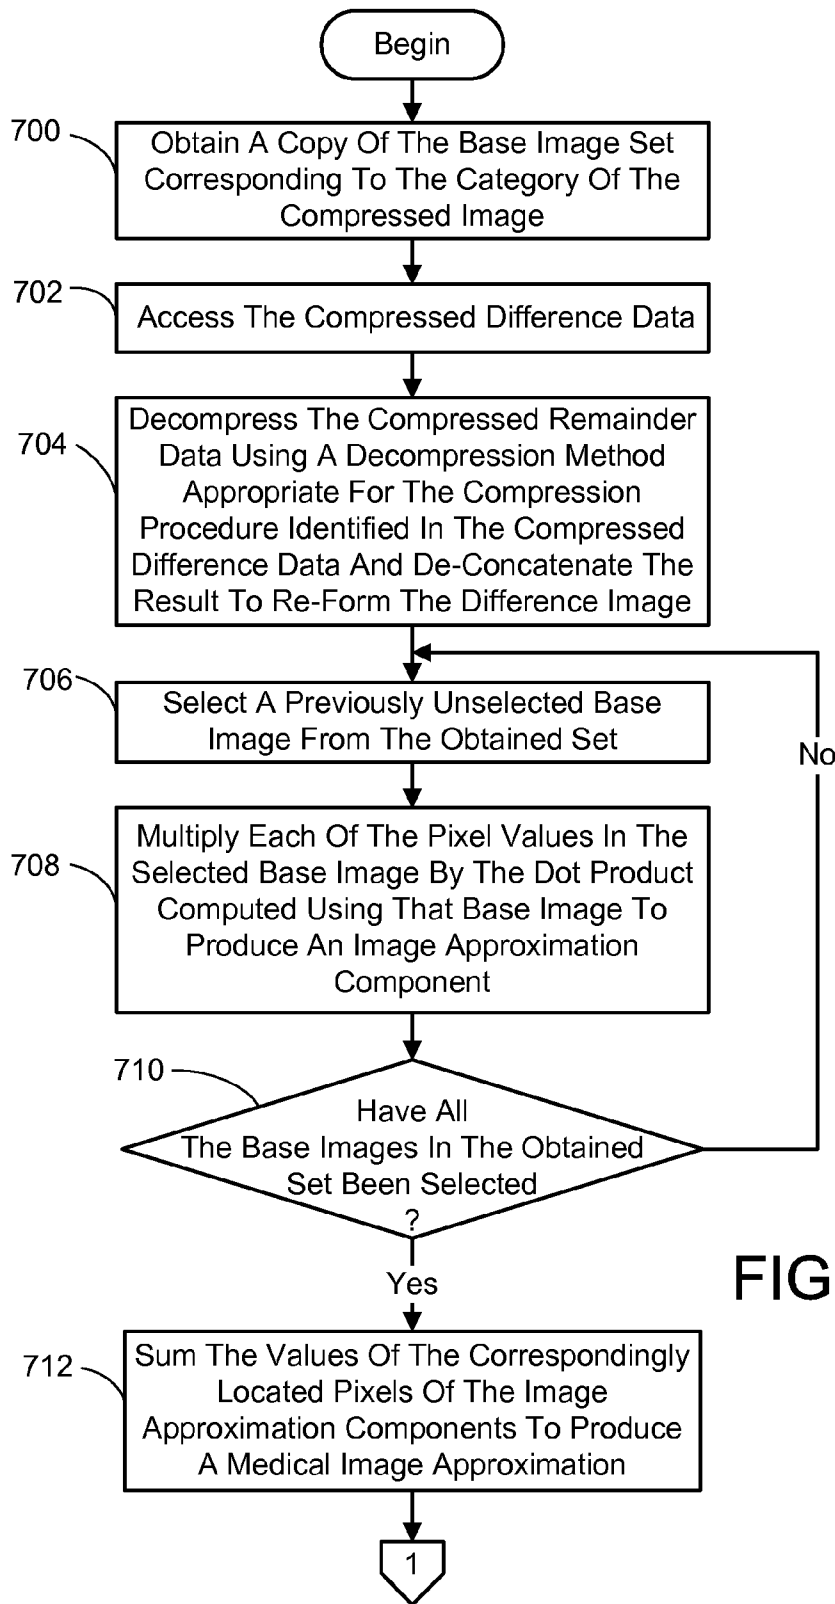 Begin
700
Obtain A Copy Of The Base Image Set
Corresponding To The Category Of The
Compressed Image
702
Access The Compressed Difference Data
704
Decompress The Compressed Remainder
Data Using A Decompression Method
Appropriate For The Compression
Procedure Identified In The Compressed
Difference Data And De-Concatenate The
Result To Re-Form The Difference Image
706
Select A Previously Unselected Base
Image From The Obtained Set
No
708
Multiply Each Of The Pixel Values In The
Selected Base Image By The Dot Product
Computed Using That Base Image To
Produce An Image Approximation
Component
710
Have All
The Base Images In The Obtained
Set Been Selected
?
Yes
FIG
712
Sum The Values Of The Correspondingly
Located Pixels Of The Image
Approximation Components To Produce
A Medical Image Approximation
1